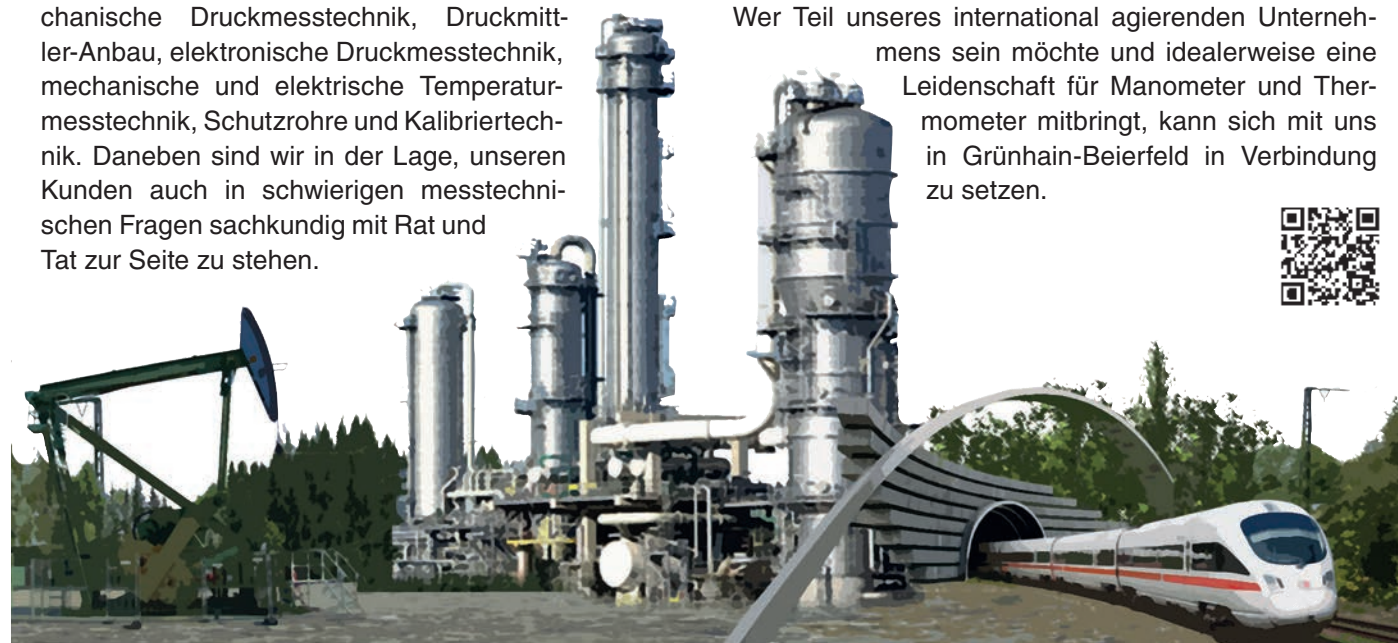 chanische Druckmesstechnik, Druckmitt-
ler-Anbau, elektronische Druckmesstechnik,
mechanische und elektrische Temperatur-
messtechnik, Schutzrohre und Kalibriertech-
nik. Daneben sind wir in der Lage, unseren
Kunden auch in schwierigen messtechni-
schen Fragen sachkundig mit Rat und
Tat zur Seite zu stehen.
Wer Teil unseres international agierenden Unterneh-
mens sein möchte und idealerweise eine
Leidenschaft für Manometer und Ther-
mometer mitbringt, kann sich mit uns
in Grünhain-Beierfeld in Verbindung
zu setzen.